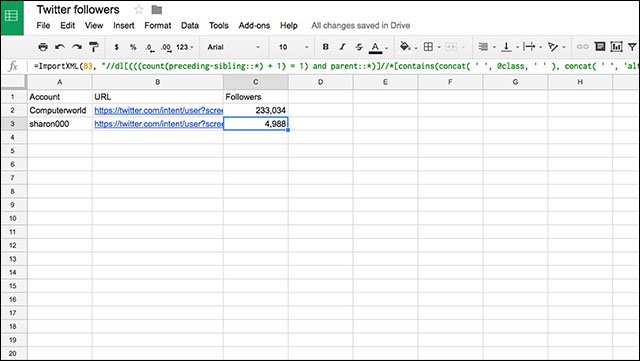 Twitter followers
File Edit View Insert Format Data Tools Add-ons Help All changes saved in Drive
$ % .0 .00 123 Arial 10 B I S A
fx =ImportXML(B3, "//dl[(((count(preceding-sibling::*) + 1) = 1) and parent::*)]//*[contains(concat( ' ', @class, ' ' ), concat( ' ', 'alt
A B C D E F G H I
1 Account URL Followers
2 Computerworld https://twitter.com/intent/user?scree 233,034
3 sharon000 https://twitter.com/intent/user?scree 4,988
4
5
6
7
8
9
10
11
12
13
14
15
16
17
18
19
20